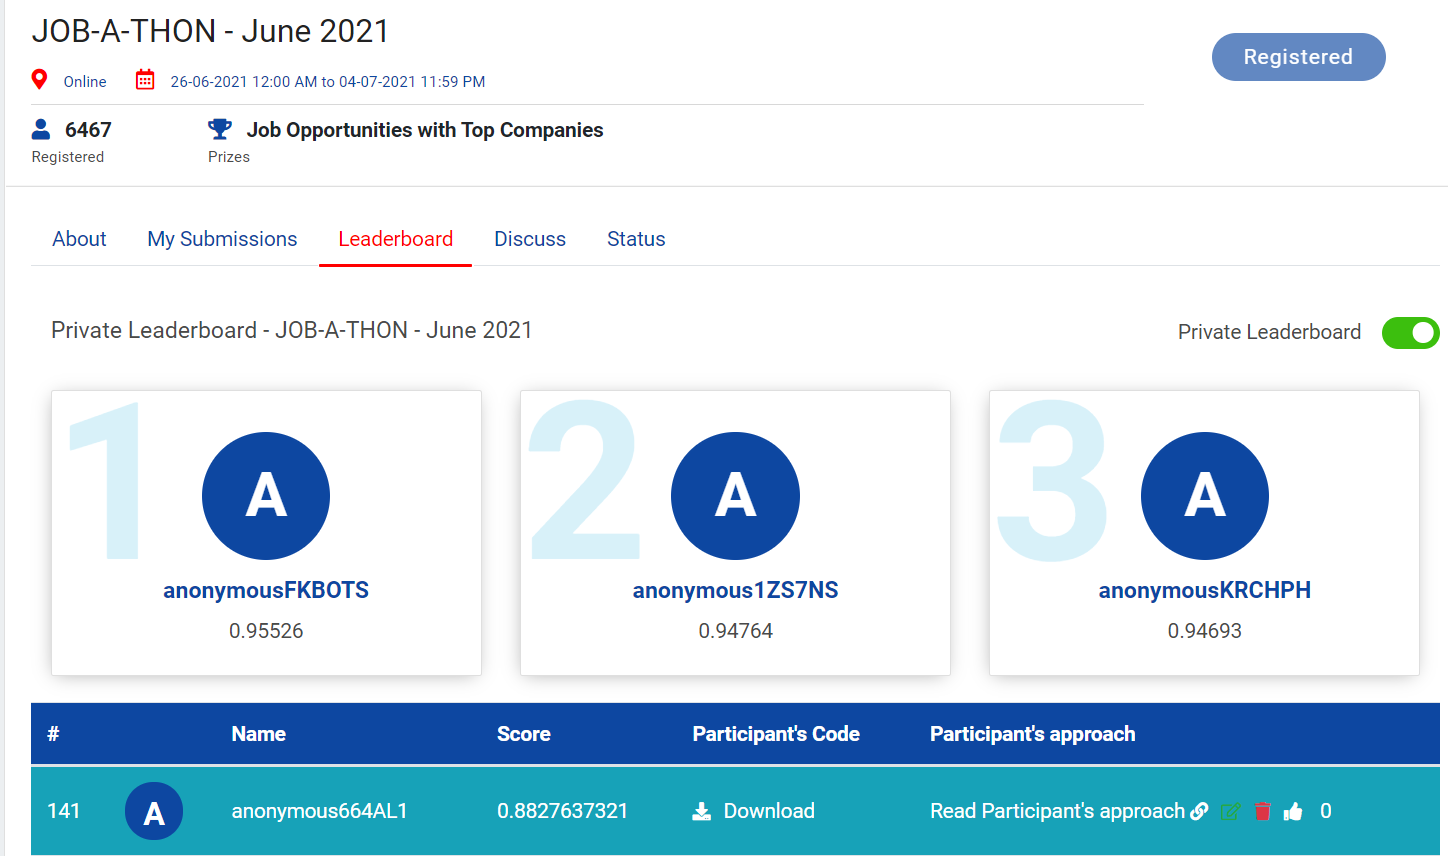 JOB-A-THON - June 2021
Registered
Online 26-06-2021 12:00 AM to 04-07-2021 11:59 PM
6467 Job Opportunities with Top Companies
Registered Prizes
About My Submissions Leaderboard Discuss Status
Private Leaderboard - JOB-A-THON - June 2021 Private Leaderboard
1 2 3
A A A
anonymousFKBOTS anonymous1ZS7NS anonymousKRCHPH
0.95526 0.94764 0.94693
# Name Score Participant's Code Participant's approach
141 A anonymous664AL1 0.8827637321 Download Read Participant's approach 0